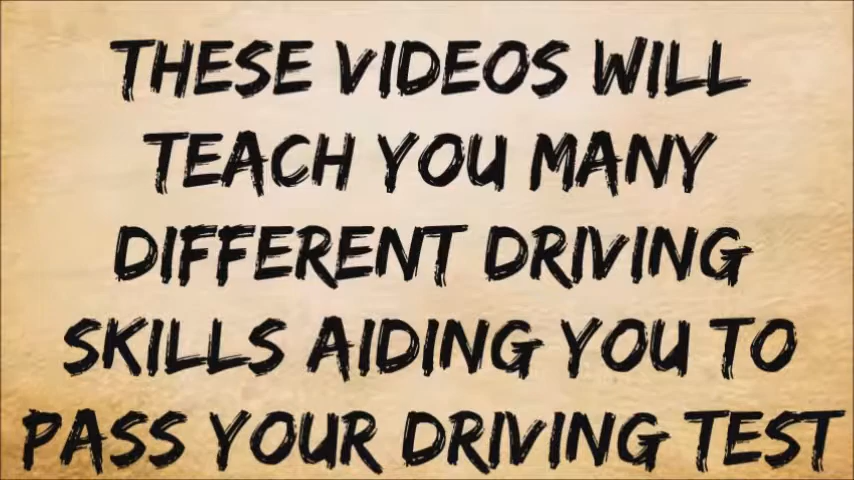 THESE VIDEOS WILL
TEACH YOU MANY
DIFFERENT DRIVING
SKILLS AIDING YOU TO
PASS YOUR DRIVING TEST